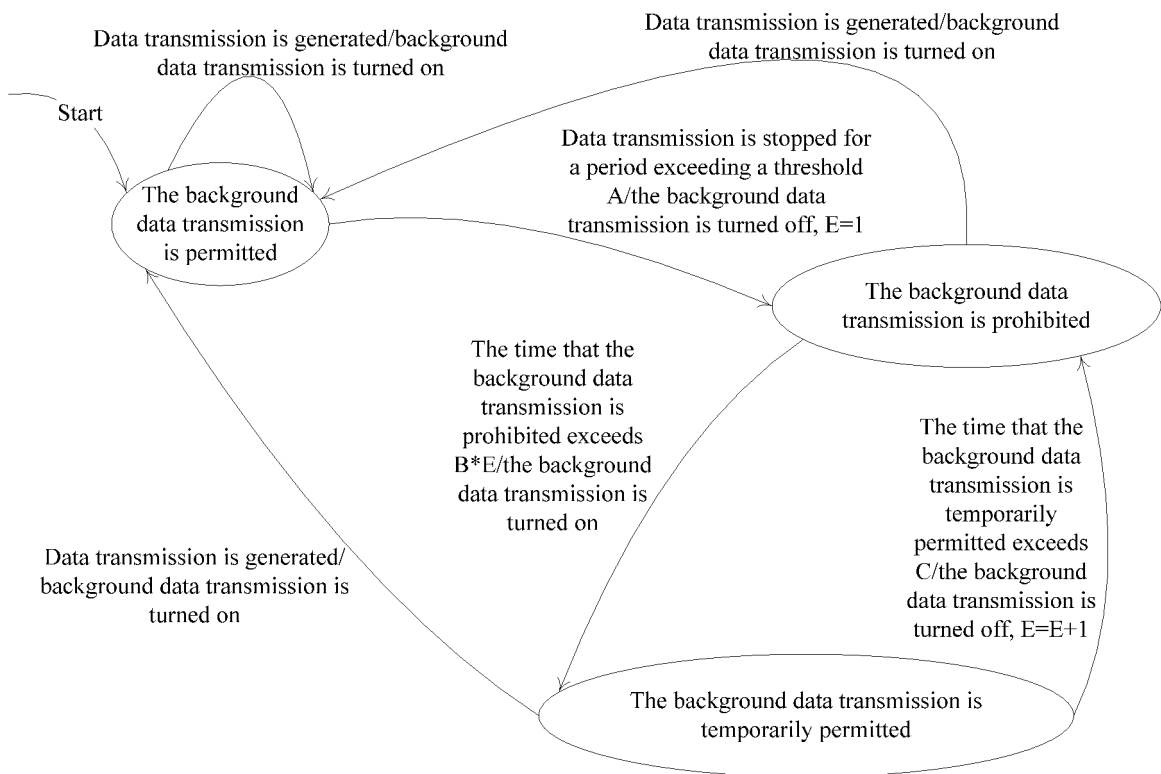 Data transmission is generated/background
data transmission is turned on
Data transmission is generated/background
data transmission is turned on
Start
Data transmission is stopped for
a period exceeding a threshold
A/the background data
transmission is turned off, E=1
The background
data transmission
is permitted
The background data
transmission is prohibited
The time that the
background data
transmission is
prohibited exceeds
B*E/the background
data transmission is
turned on
The time that the
background data
transmission is
temporarily
permitted exceeds
C/the background
data transmission is
turned off, E=E+1
Data transmission is generated/
background data transmission is
turned on
The background data transmission is
temporarily permitted